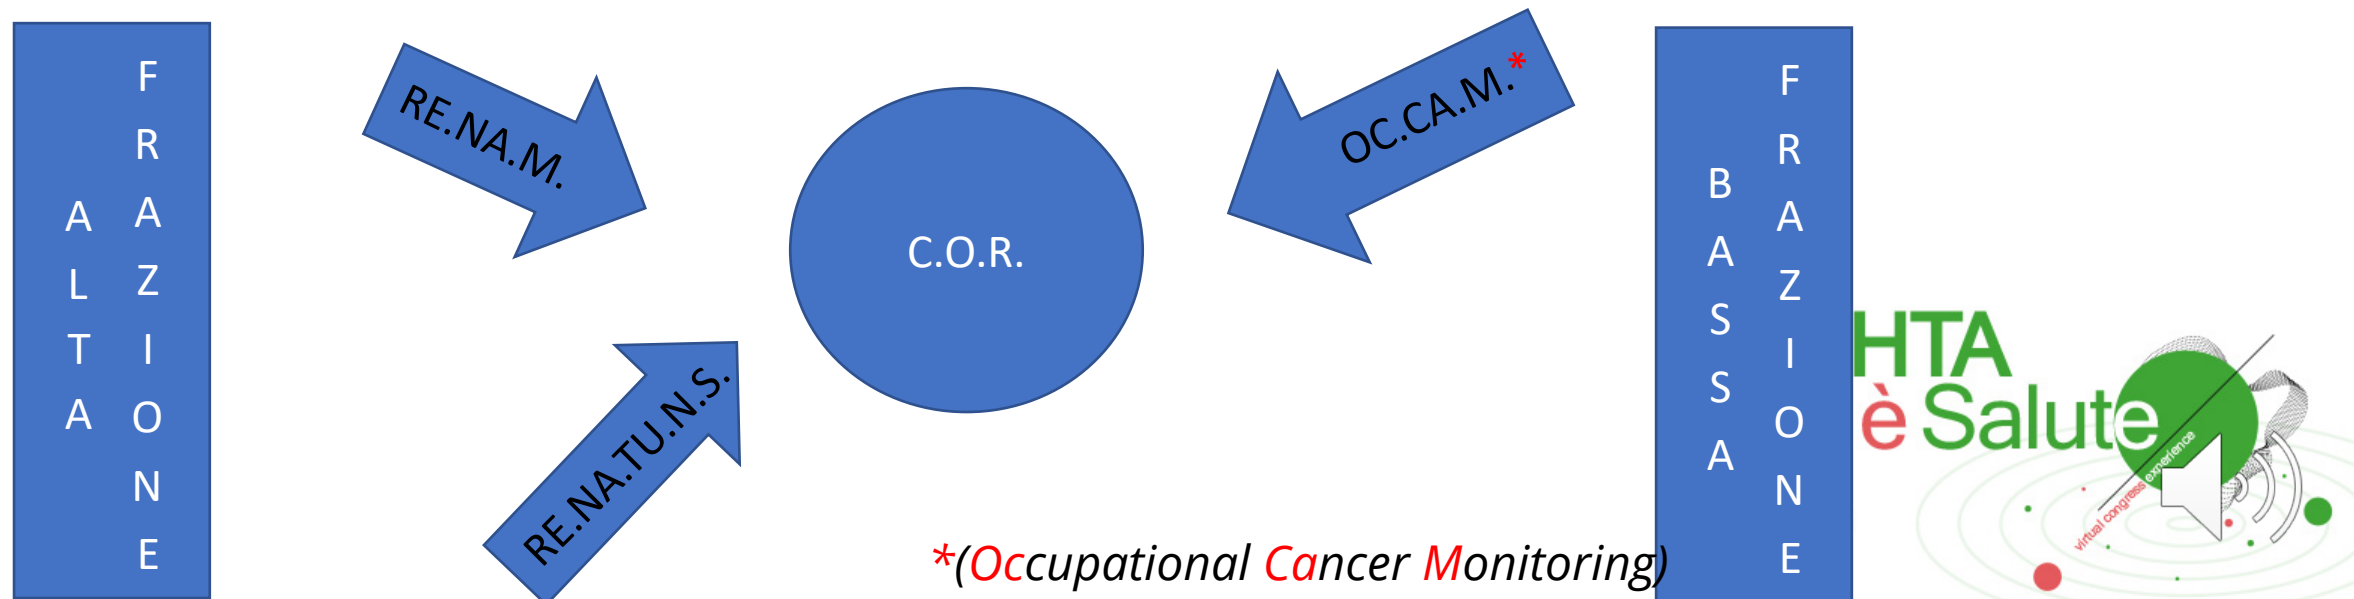 ALTA
FRAZIONE
RE.NA.M.
RE.NA.TU.N.S.
C.O.R.
OC.CA.M.*
*(Occupational Cancer Monitoring)
BASSA
FRAZIONE
HTA
è Salute
virtual congress experience